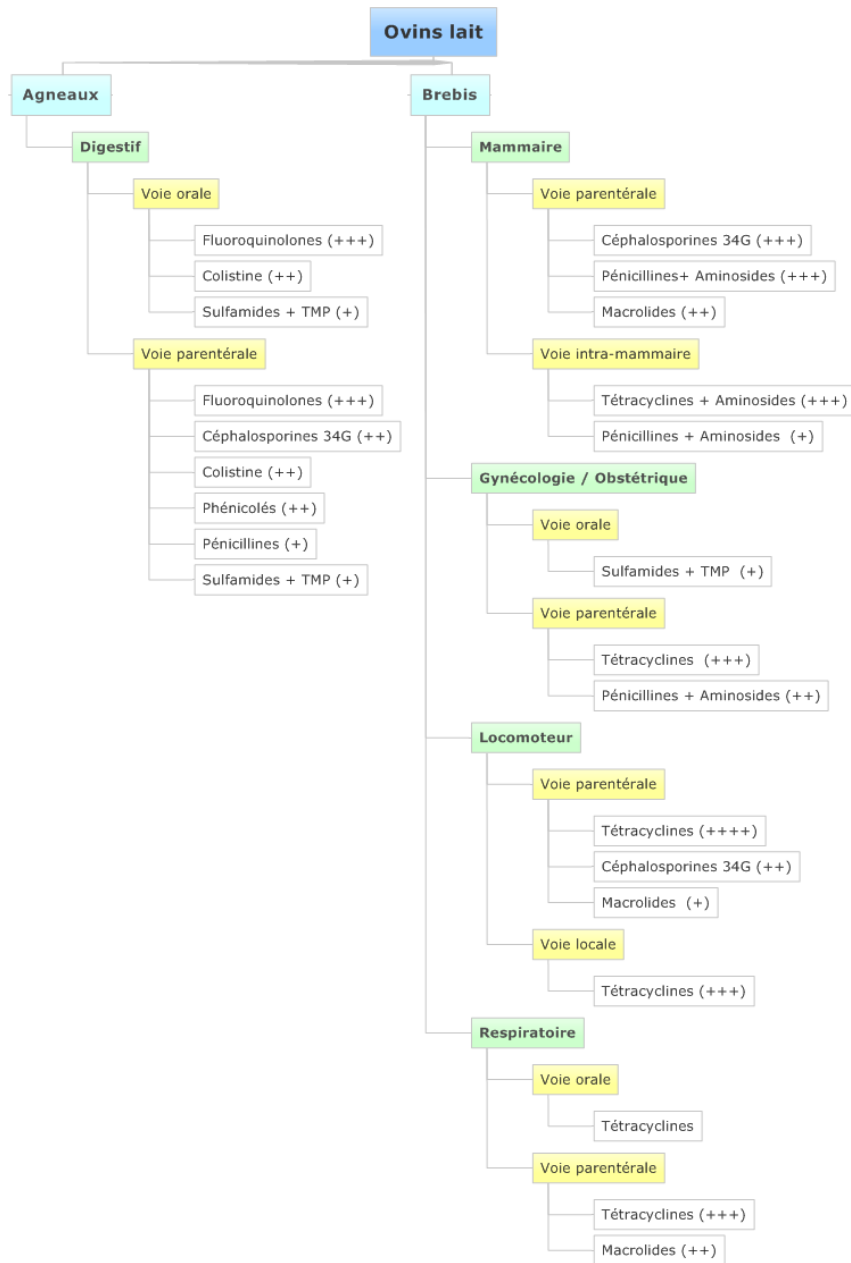 Ovins lait
Agneaux
Digestif
Voie orale
Fluoroquinolones (+++)
Colistine (++)
Sulfamides + TMP (+)
Voie parentérale
Fluoroquinolones (+++)
Céphalosporines 34G (++)
Colistine (++)
Phénicolés (++)
Pénicillines (+)
Sulfamides + TMP (+)
Brebis
Mammaire
Voie parentérale
Céphalosporines 34G (+++)
Pénicillines+ Aminosides (+++)
Macrolides (++)
Voie intra-mammaire
Tétracyclines + Aminosides (+++)
Pénicillines + Aminosides (+)
Gynécologie / Obstétrique
Voie orale
Sulfamides + TMP (+)
Voie parentérale
Tétracyclines (+++)
Pénicillines + Aminosides (++)
Locomoteur
Voie parentérale
Tétracyclines (++++)
Céphalosporines 34G (++)
Macrolides (+)
Voie locale
Tétracyclines (+++)
Respiratoire
Voie orale
Tétracyclines
Voie parentérale
Tétracyclines (+++)
Macrolides (++)